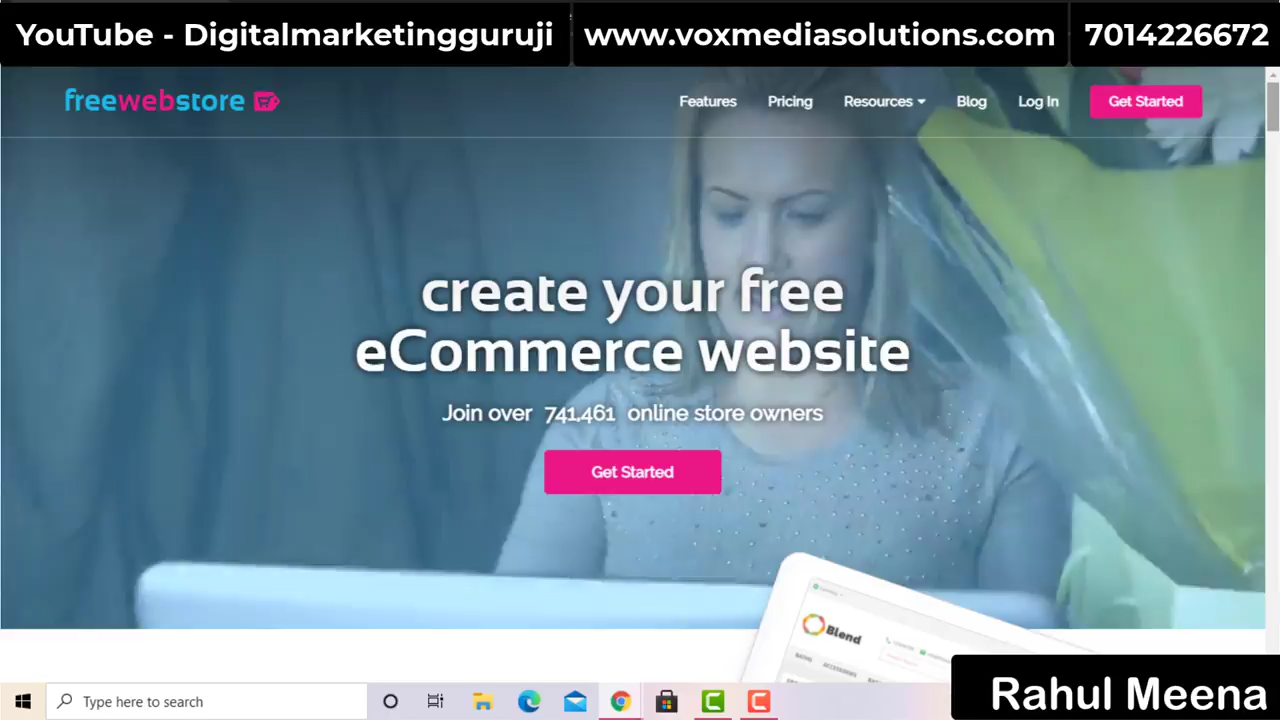 YouTube - Digitalmarketingguruji www.voxmediasolutions.com 7014226672
freewebstore Features Pricing Resources Blog Log In Get Started
create your free
eCommerce website
Join over 741,461 online store owners
Get Started
Blend
Type here to search
Rahul Meena